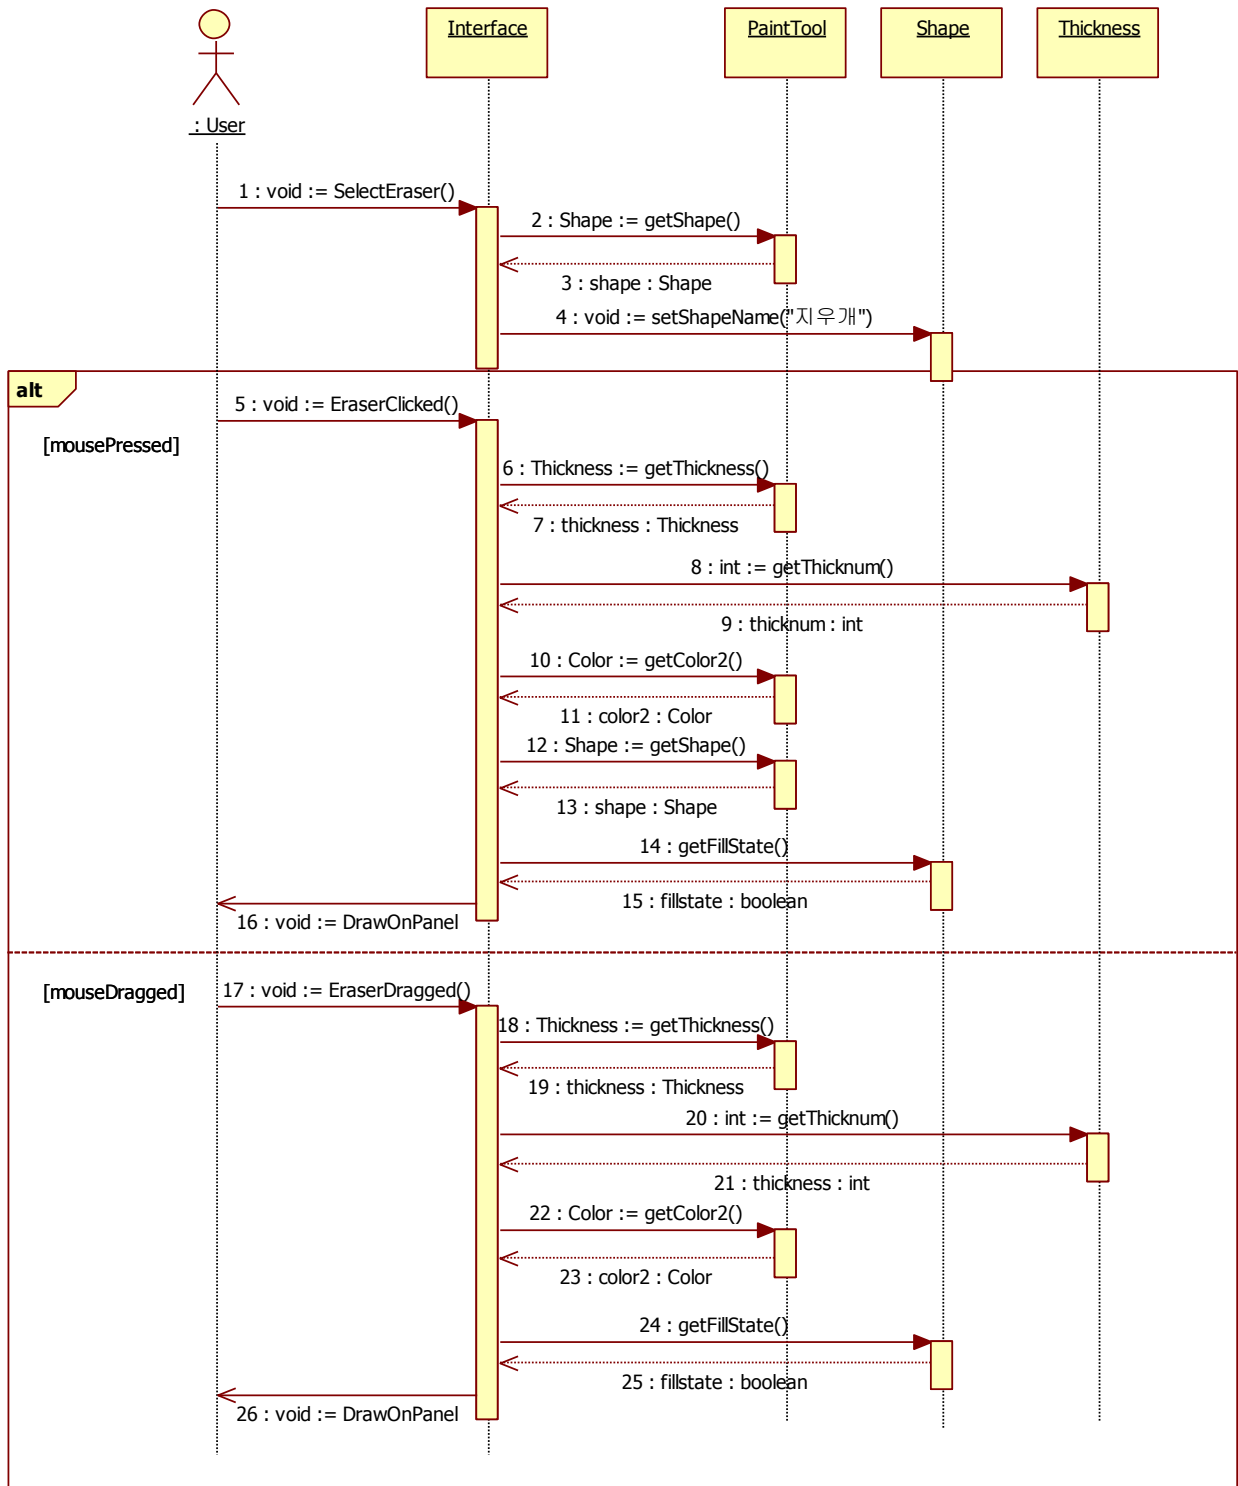 Interface
PaintTool
Shape
Thickness
: User
1 : void := SelectEraser()
2 : Shape := getShape()
3 : shape : Shape
4 : void := setShapeName("지우개")
alt
5 : void := EraserClicked()
[mousePressed]
6 : Thickness := getThickness()
7 : thickness : Thickness
8 : int := getThicknum()
9 : thicknum : int
10 : Color := getColor2()
11 : color2 : Color
12 : Shape := getShape()
13 : shape : Shape
14 : getFillState()
15 : fillstate : boolean
16 : void := DrawOnPanel
[mouseDragged]
17 : void := EraserDragged()
18 : Thickness := getThickness()
19 : thickness : Thickness
20 : int := getThicknum()
21 : thickness : int
22 : Color := getColor2()
23 : color2 : Color
24 : getFillState()
25 : fillstate : boolean
26 : void := DrawOnPanel